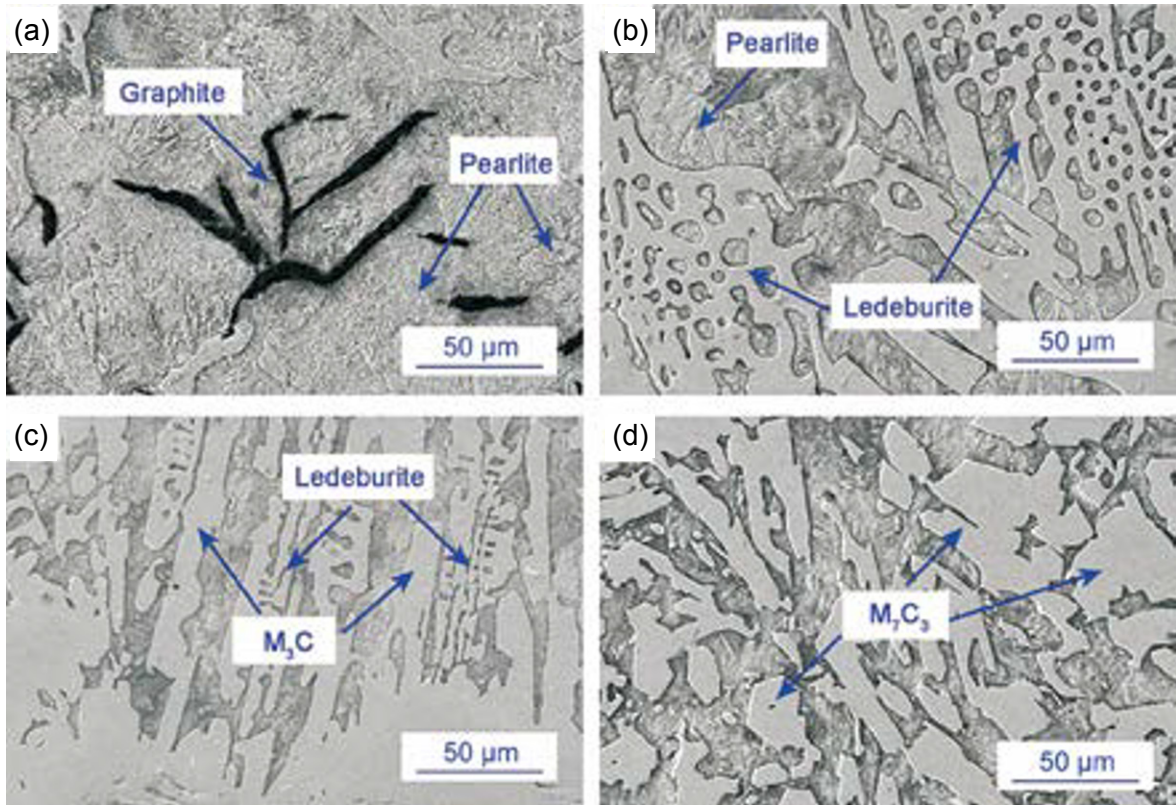 (a)
Graphite
Pearlite
50 µm
(b)
Pearlite
Ledeburite
50 µm
(c)
Ledeburite
M₃C
50 µm
(d)
M₇C₃
50 µm